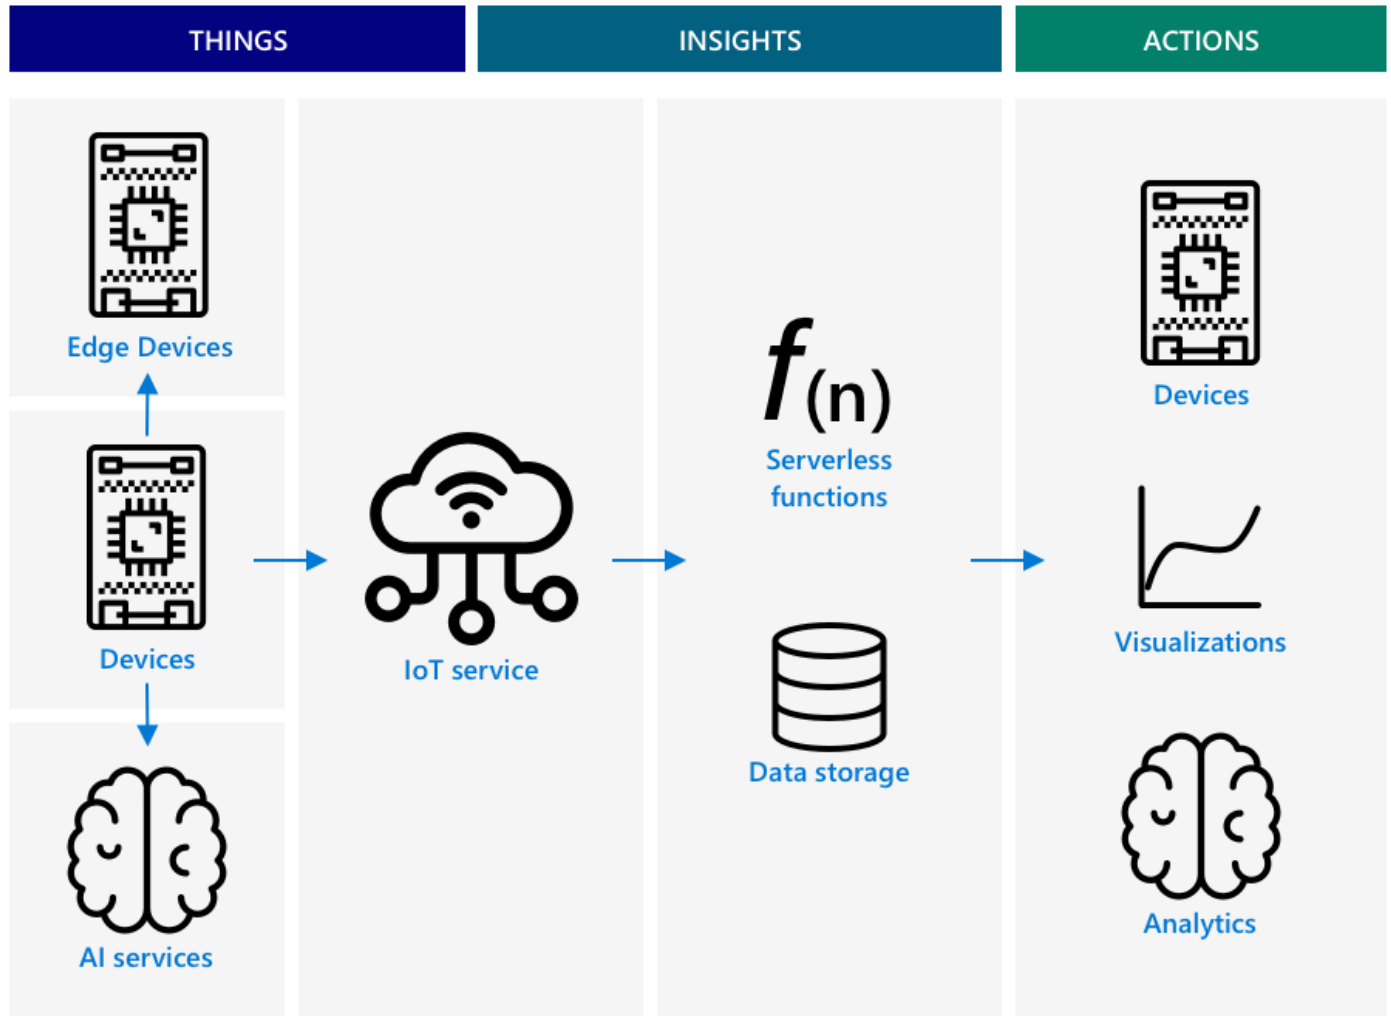 THINGS
INSIGHTS
ACTIONS
Edge Devices
Devices
AI services
IoT service
f(n)
Serverless
functions
Data storage
Devices
Visualizations
Analytics